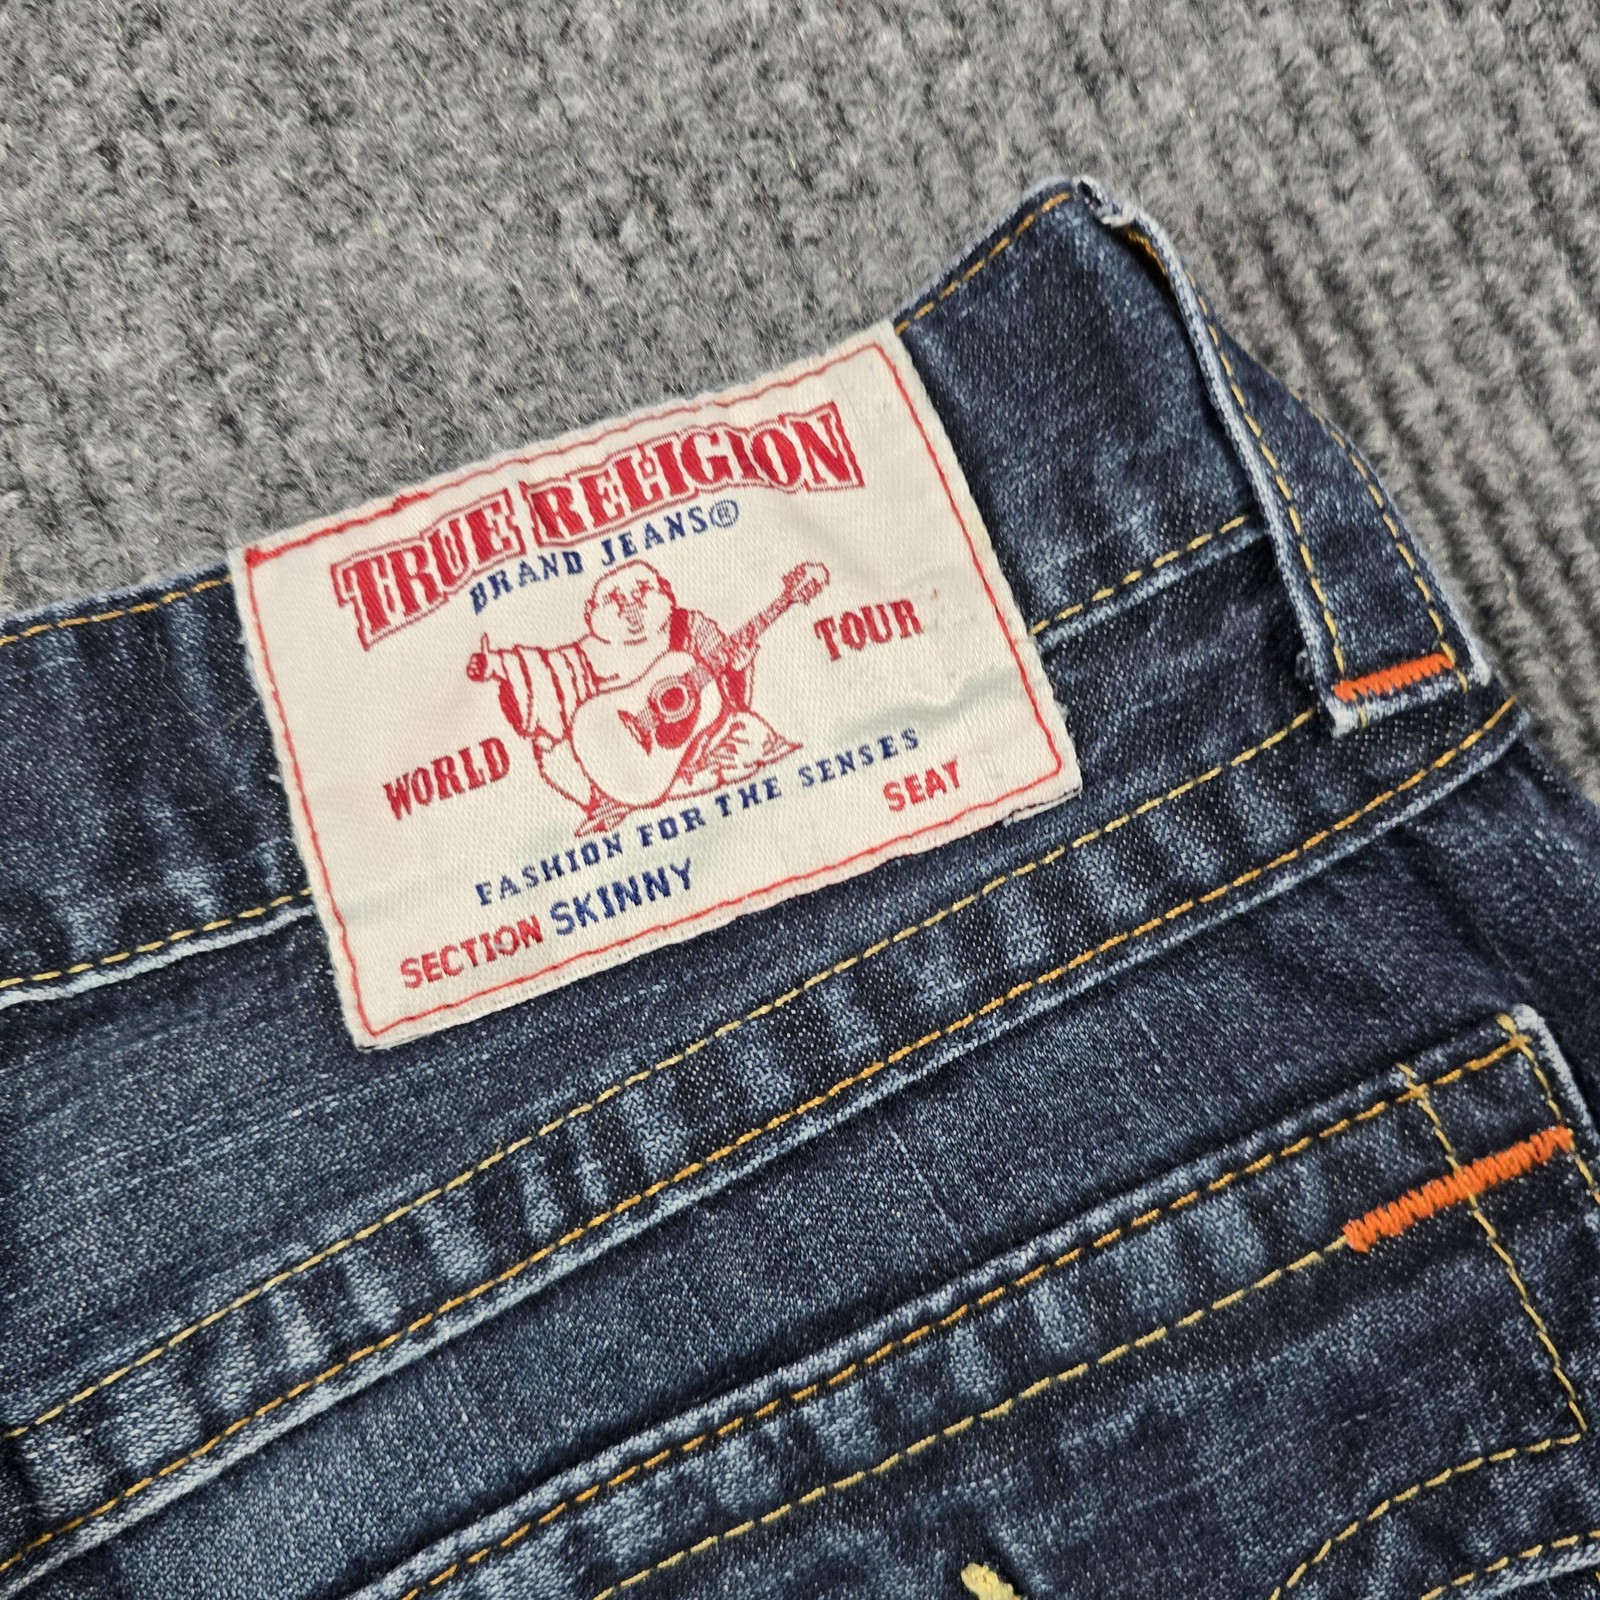 TRUE RELIGION
BRAND JEANS®
WORLD TOUR
FASHION FOR THE SENSES
SECTION SKINNY SEAT